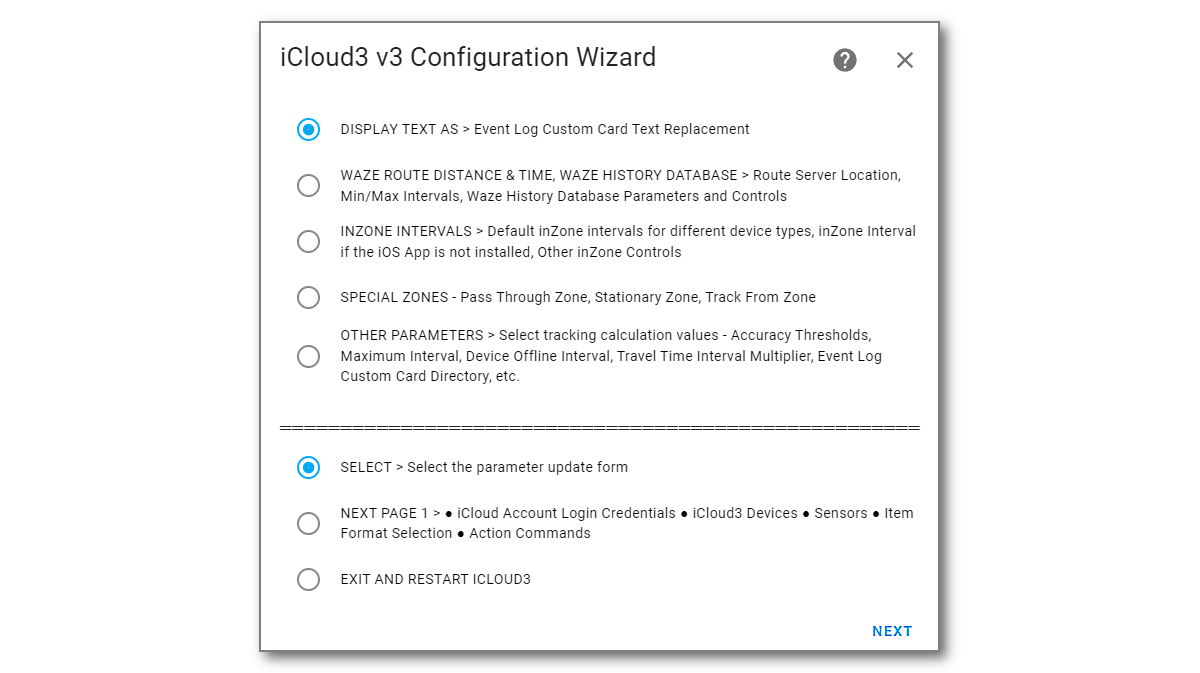 iCloud3 v3 Configuration Wizard
DISPLAY TEXT AS > Event Log Custom Card Text Replacement
WAZE ROUTE DISTANCE & TIME, WAZE HISTORY DATABASE > Route Server Location,
Min/Max Intervals, Waze History Database Parameters and Controls
INZONE INTERVALS > Default inZone intervals for different device types, inZone Interval
if the iOS App is not installed, Other inZone Controls
SPECIAL ZONES - Pass Through Zone, Stationary Zone, Track From Zone
OTHER PARAMETERS > Select tracking calculation values - Accuracy Thresholds,
Maximum Interval, Device Offline Interval, Travel Time Interval Multiplier, Event Log
Custom Card Directory, etc.
SELECT > Select the parameter update form
NEXT PAGE 1 > ● iCloud Account Login Credentials ● iCloud3 Devices ● Sensors ● Item
Format Selection ● Action Commands
EXIT AND RESTART ICLOUD3
NEXT